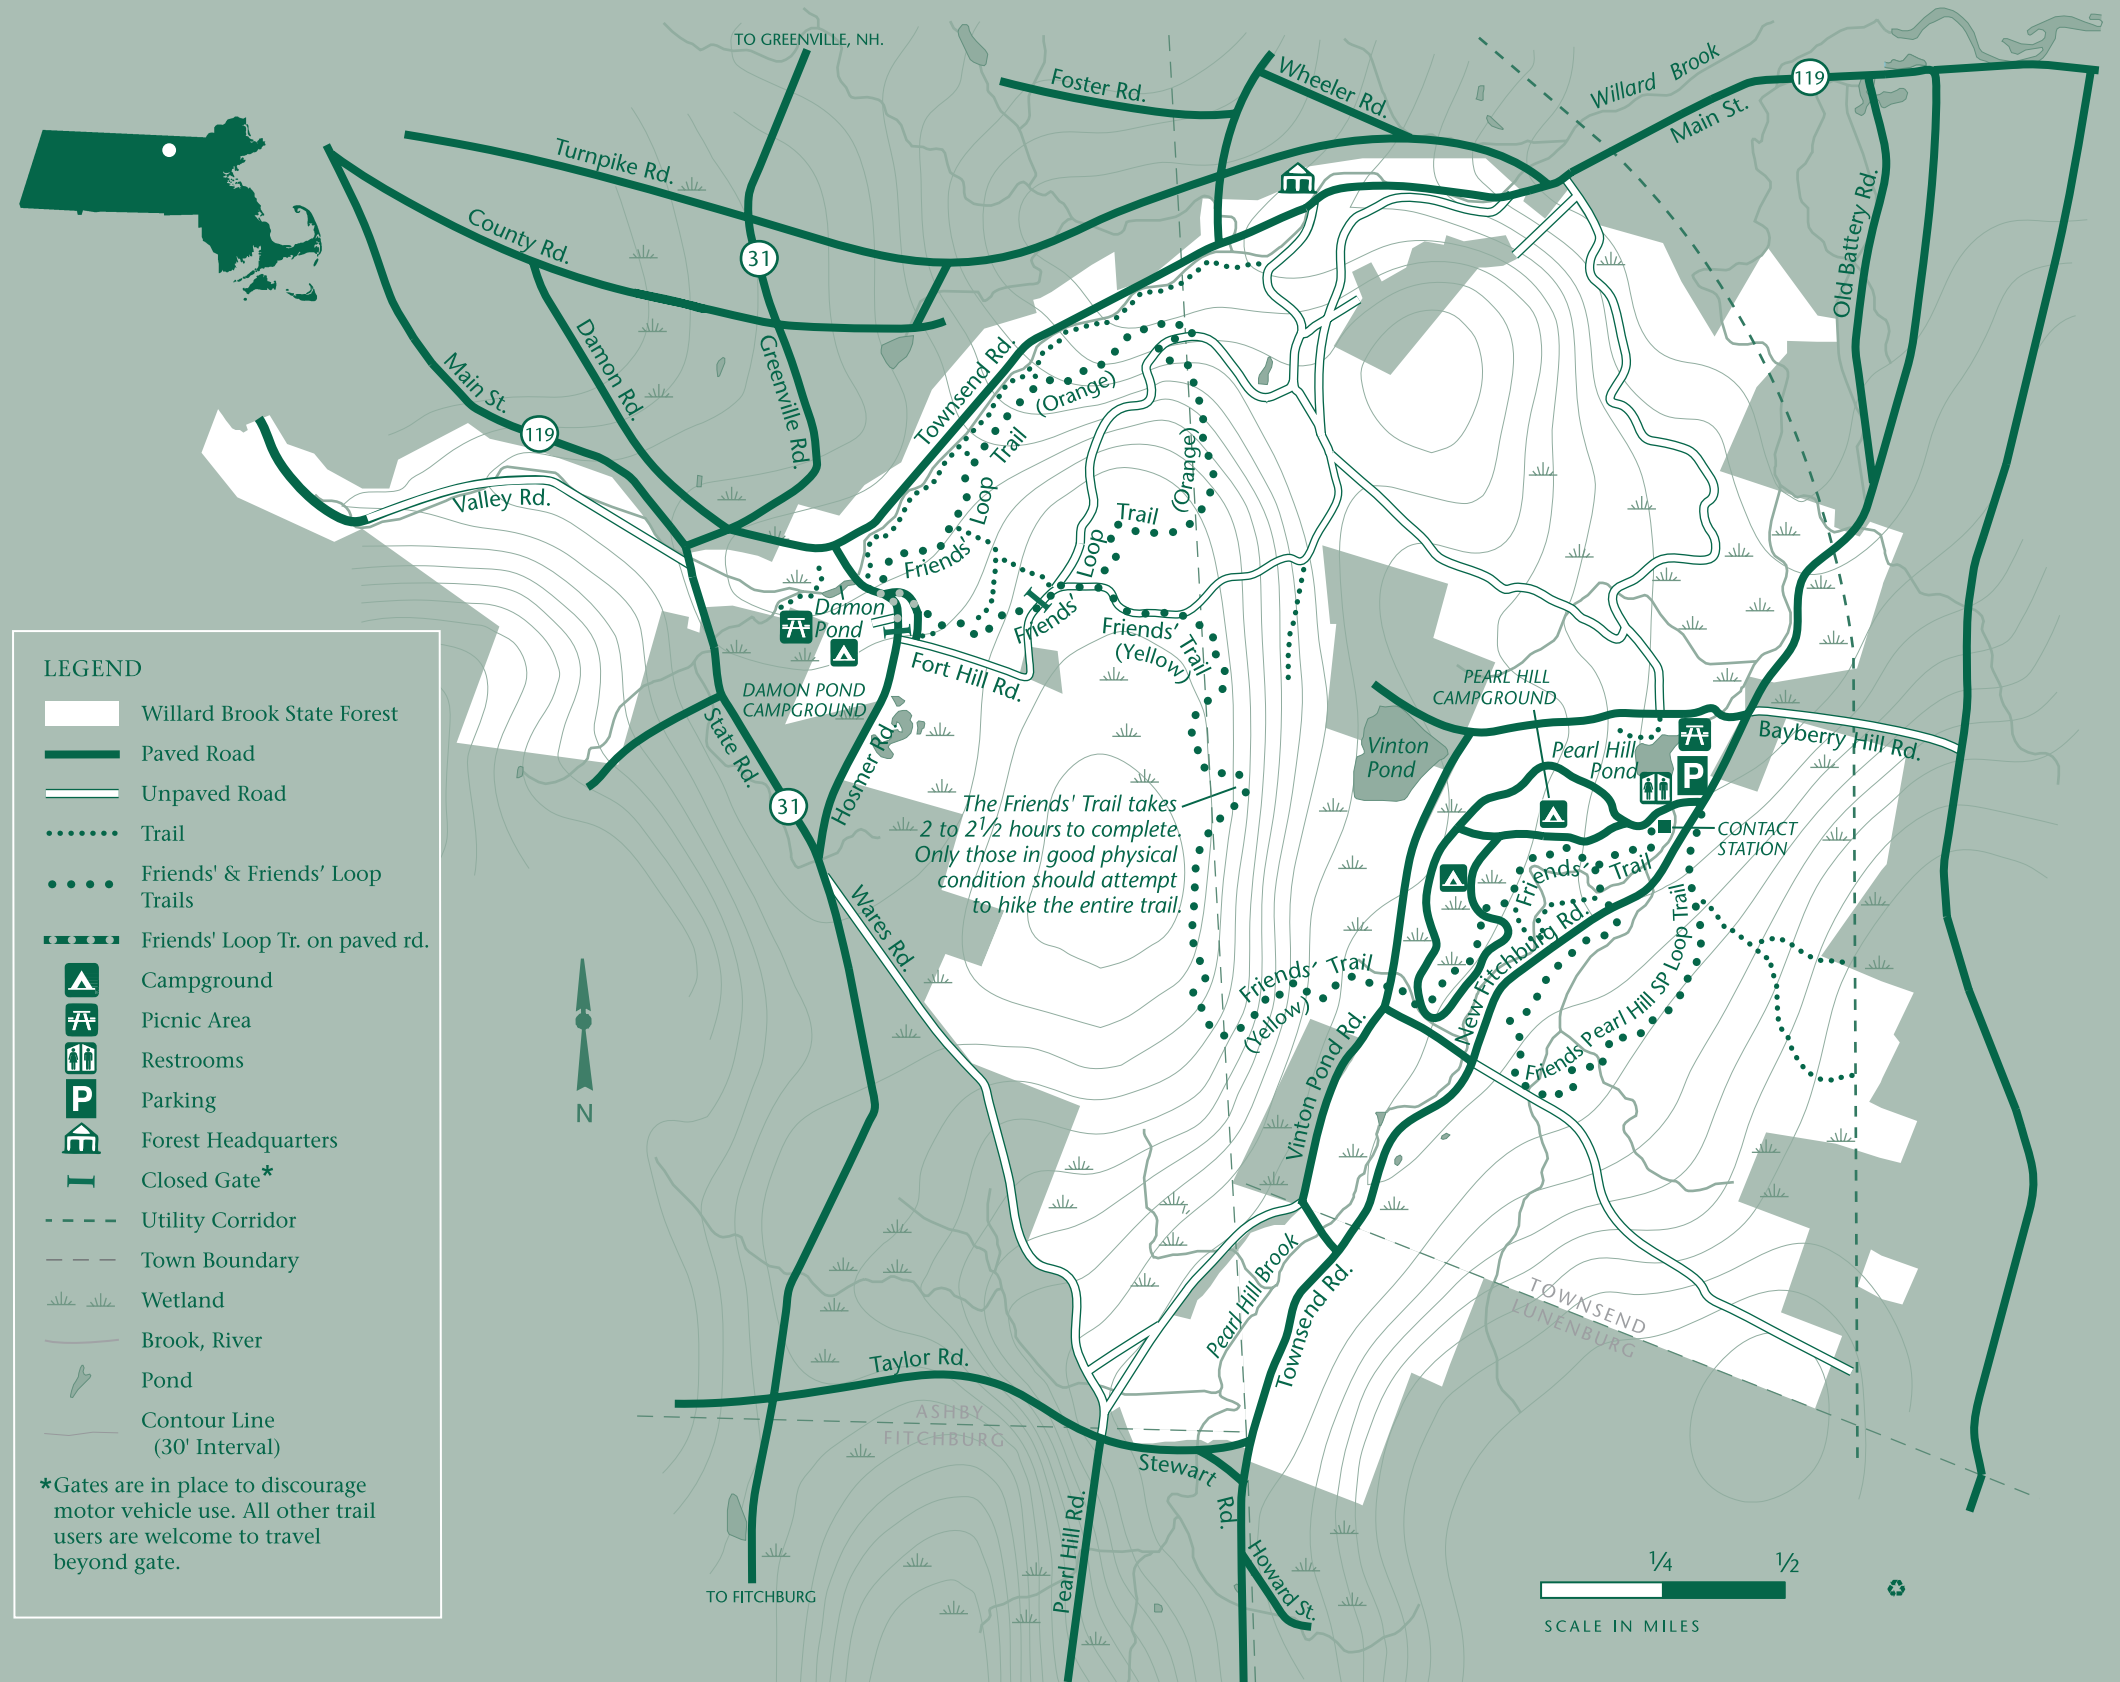 TO GREENVILLE, NH.
Foster Rd.
Wheeler Rd.
Willard Brook
Main St.
119
Turnpike Rd.
County Rd.
31
Old Battery Rd.
Damon Rd.
Main St.
119
Greenville Rd.
Townsend Rd.
(Orange)
Trail
Loop
Friends'
(Orange)
Trail
Loop
Friends'
Valley Rd.
Damon
Pond
Friends' Trail
(Yellow)
Fort Hill Rd.
DAMON POND
CAMPGROUND
State Rd.
Hosmer Rd.
31
PEARL HILL
CAMPGROUND
Vinton
Pond
Pearl Hill
Pond
Bayberry Hill Rd.
P
CONTACT
STATION
The Friends' Trail takes
2 to 2½ hours to complete.
Only those in good physical
condition should attempt
to hike the entire trail.
Wares Rd.
Friends' Trail
New Fitchburg Rd.
Friends Pearl Hill SP Loop Trail
Friends' Trail
(Yellow)
Vinton Pond Rd.
Pearl Hill Brook
Townsend Rd.
TOWNSEND
LUNENBURG
Taylor Rd.
ASHBY
FITCHBURG
Stewart Rd.
Pearl Hill Rd.
Howard St.
TO FITCHBURG
N
LEGEND
Willard Brook State Forest
Paved Road
Unpaved Road
Trail
Friends' & Friends' Loop
Trails
Friends' Loop Tr. on paved rd.
Campground
Picnic Area
Restrooms
P Parking
Forest Headquarters
Closed Gate*
Utility Corridor
Town Boundary
Wetland
Brook, River
Pond
Contour Line
(30' Interval)
*Gates are in place to discourage
motor vehicle use. All other trail
users are welcome to travel
beyond gate.
¼ ½
SCALE IN MILES